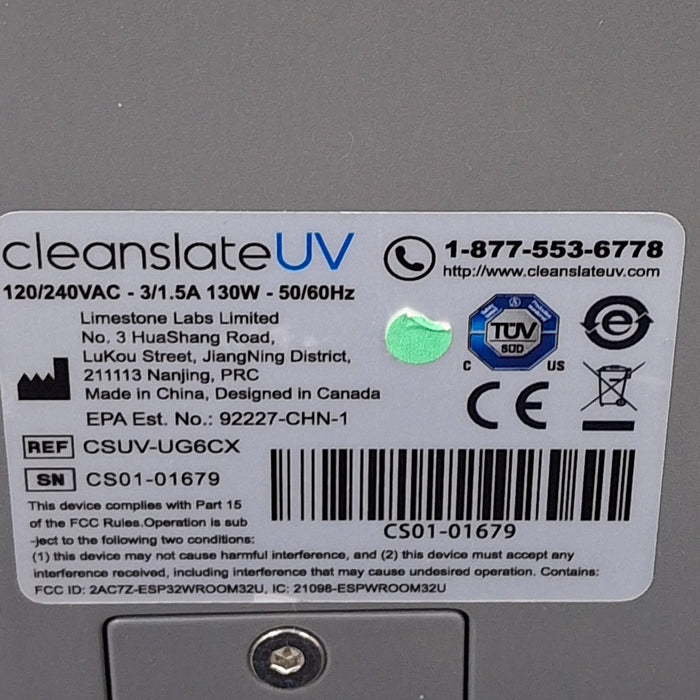 cleanslateUV
1-877-553-6778
http://www.cleanslateuv.com
120/240VAC - 3/1.5A 130W - 50/60Hz
Limestone Labs Limited
No. 3 HuaShang Road,
LuKou Street, JiangNing District,
211113 Nanjing, PRC
Made in China, Designed in Canada
EPA Est. No.: 92227-CHN-1
TÜV
SÜD
C US
CE
REF CSUV-UG6CX
SN CS01-01679
CS01-01679
This device complies with Part 15
of the FCC Rules.Operation is sub
-ject to the following two conditions:
(1) this device may not cause harmful interference, and (2) this device must accept any
interference received, including interference that may cause undesired operation. Contains:
FCC ID: 2AC7Z-ESP32WROOM32U, IC: 21098-ESPWROOM32U